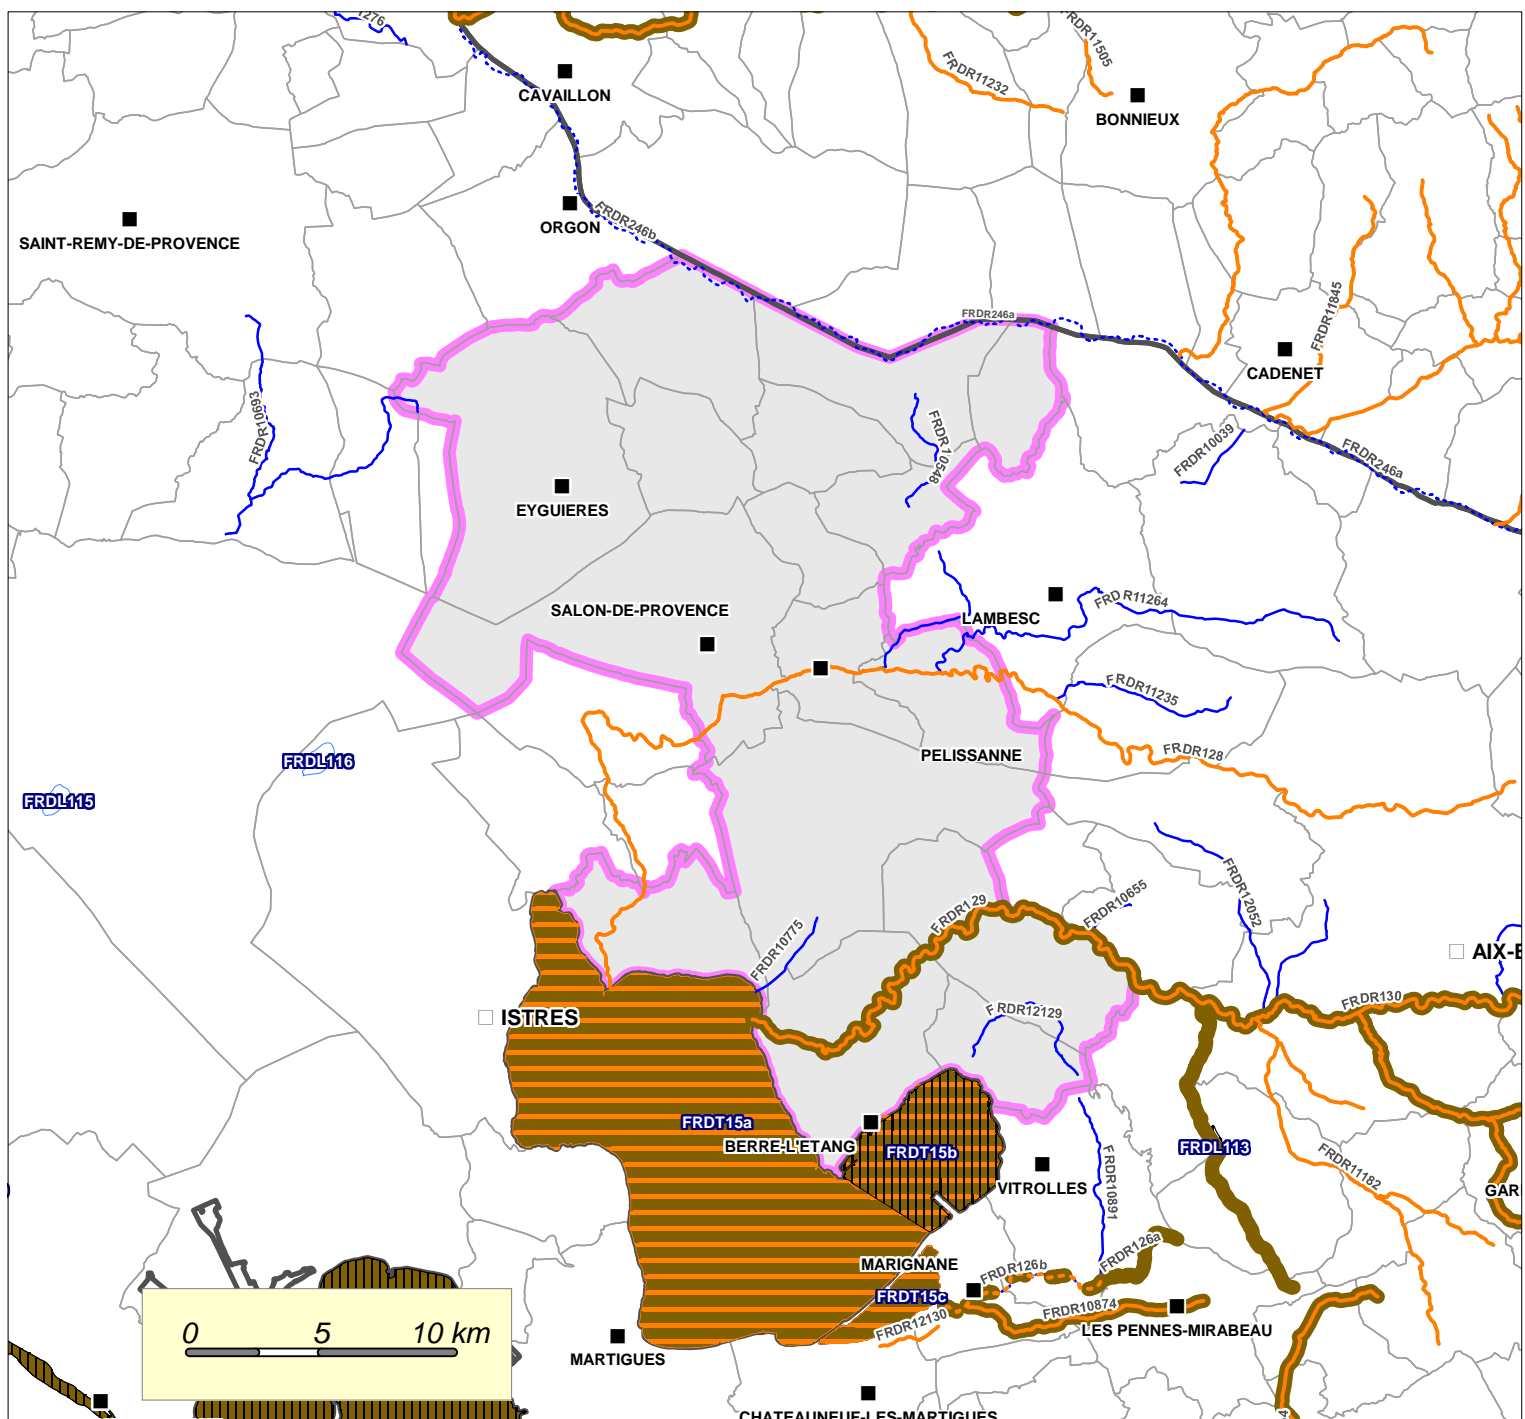 1276
CAVAILLON
FRDR11232
FRDR11505
BONNIEUX
SAINT-REMY-DE-PROVENCE
ORGON
FRDR246b
FRDR246a
FRDR11845
CADENET
FRDR10693
FRDR10548
FRDR10039
FRDR246a
EYGUIERES
SALON-DE-PROVENCE
LAMBESC
FRDR11264
FRDR11235
FRDR128
PELISSANNE
FRDL116
FRDL115
FRDR12052
FRDR10655
FRDR129
FRDR10775
AIX-E
FRDR130
ISTRES
FRDR12129
FRDT15a
BERRE-L'ETANG
FRDT15b
FRDL113
VITROLLES
FRDR10891
FRDR11182
GAR
MARIGNANE
FRDR126b
FRDR126a
FRDT15c
FRDR10874
FRDR12130
LES PENNES-MIRABEAU
0 5 10 km
MARTIGUES
CHATEAUNEUF-LES-MARTIGUES